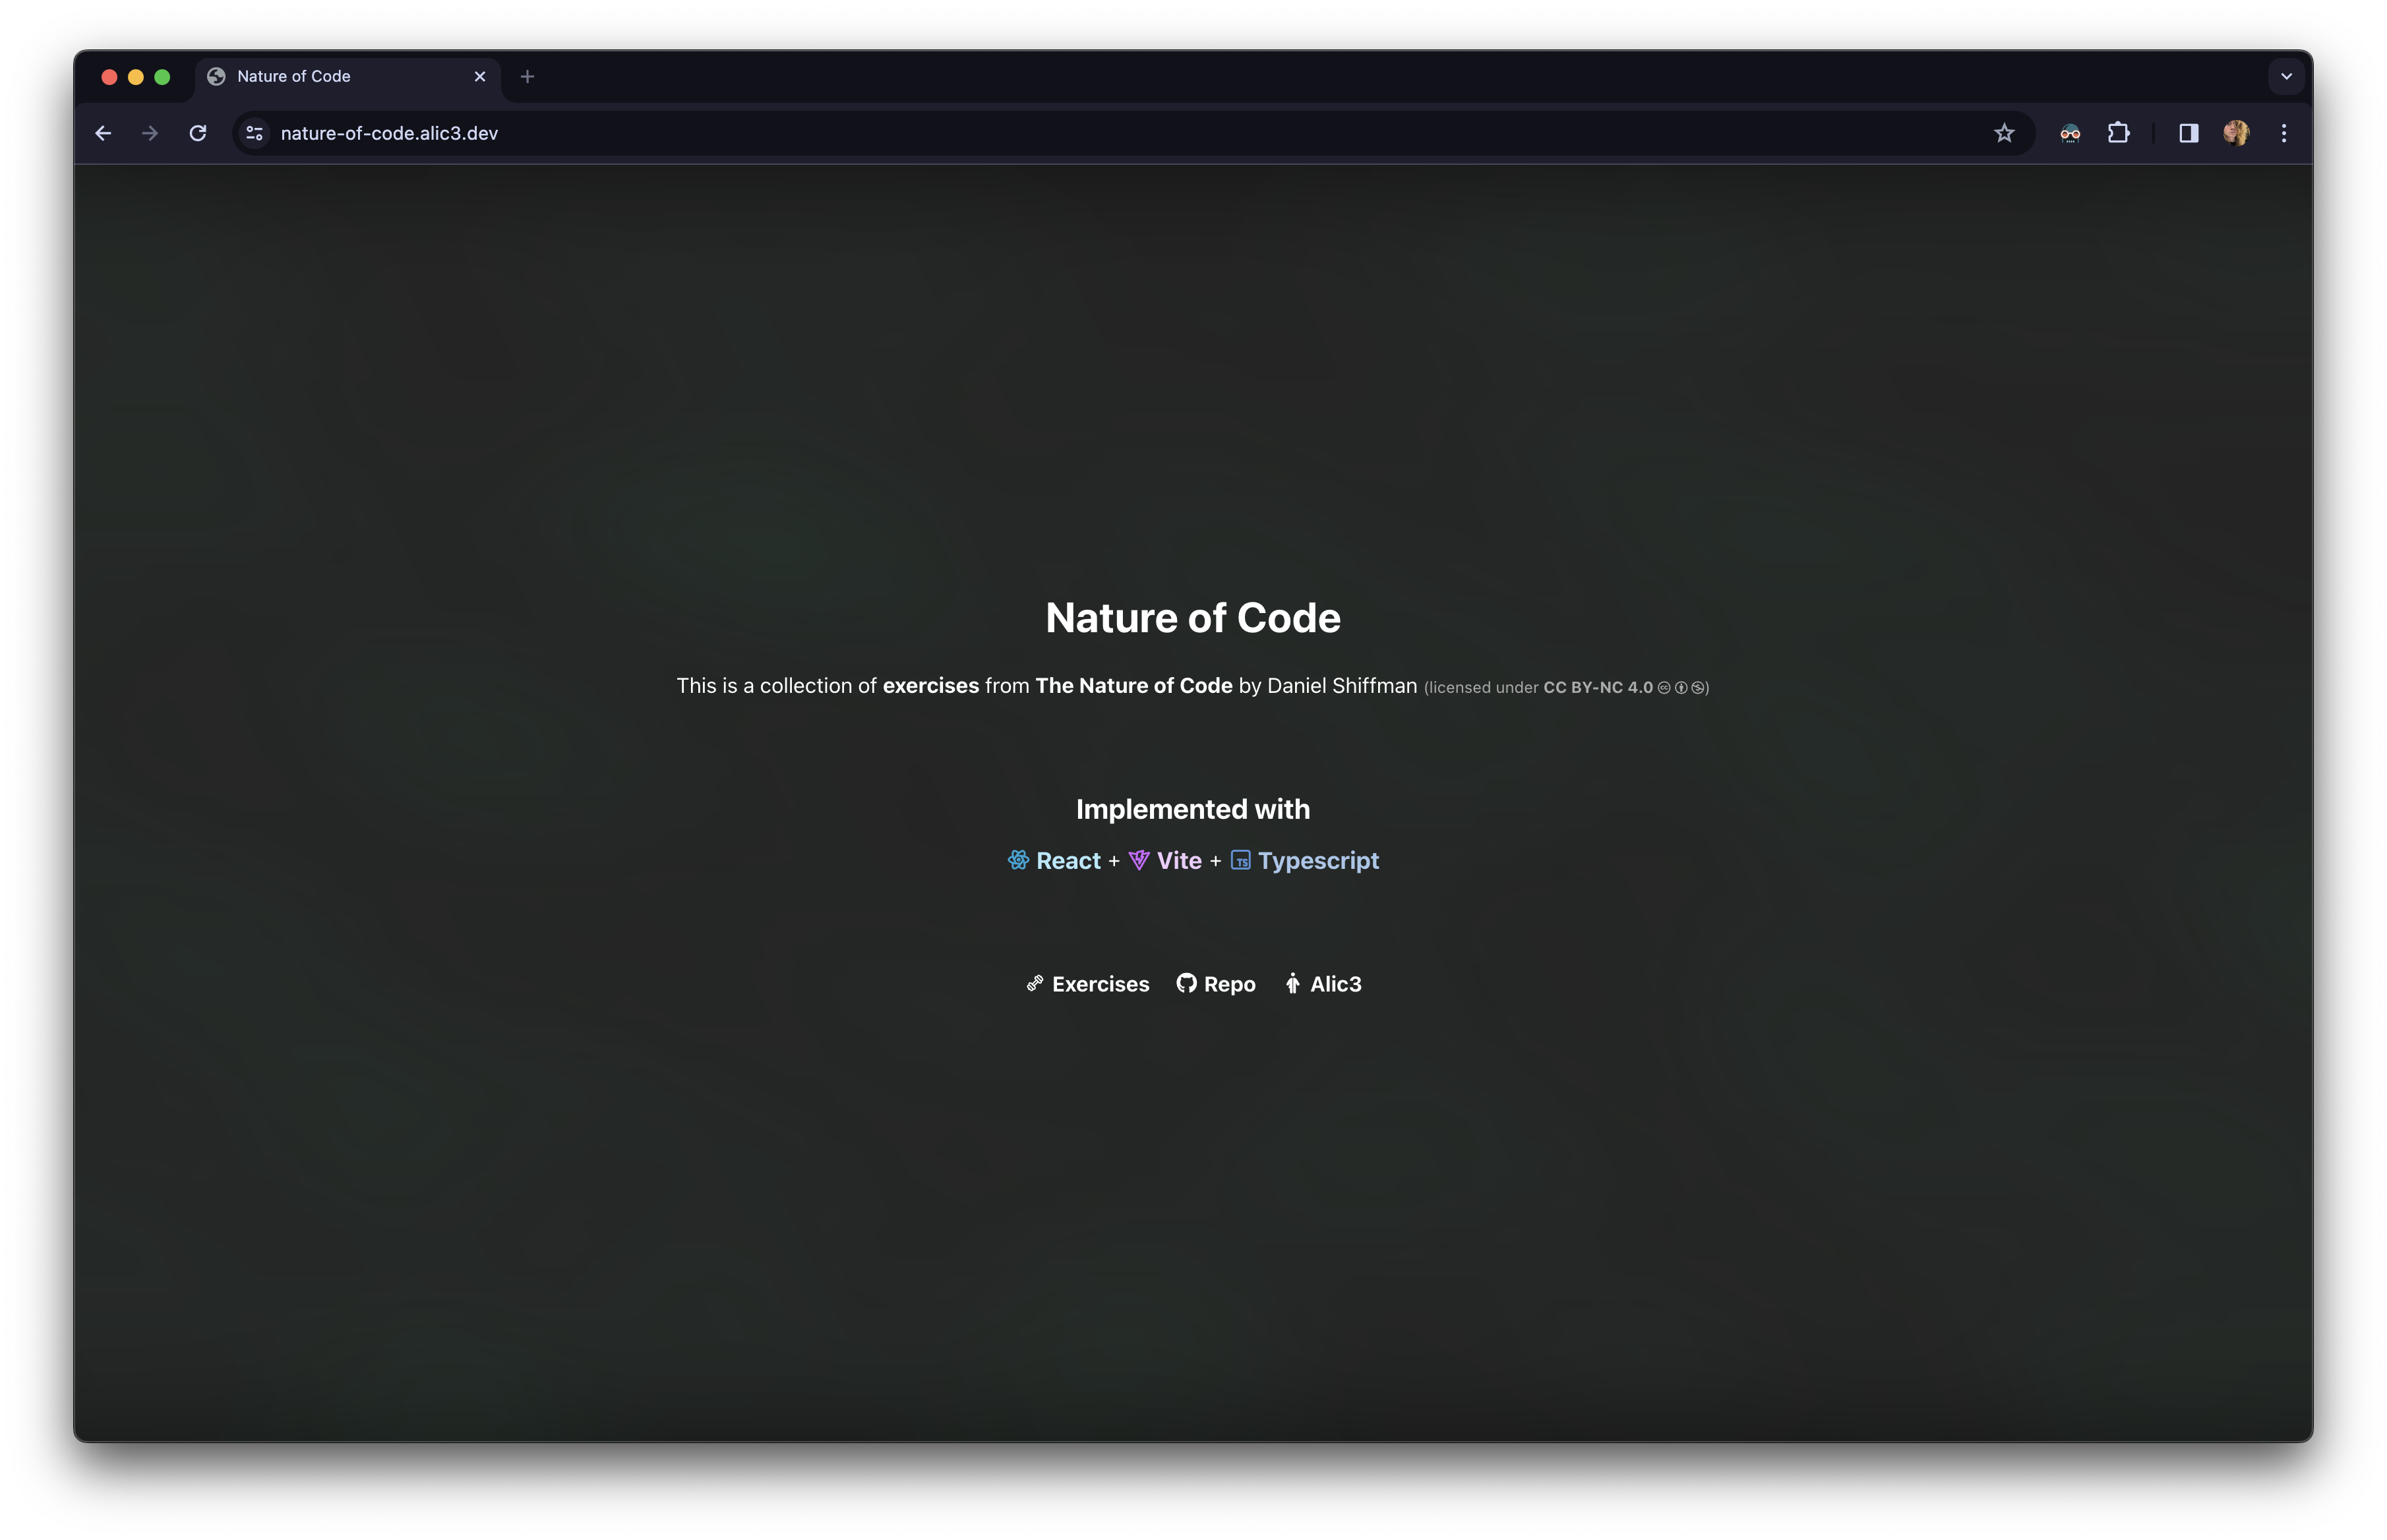 Nature of Code
nature-of-code.alic3.dev
Nature of Code
This is a collection of exercises from The Nature of Code by Daniel Shiffman (licensed under CC BY-NC 4.0)
Implemented with
React + Vite + TS Typescript
Exercises Repo Alic3